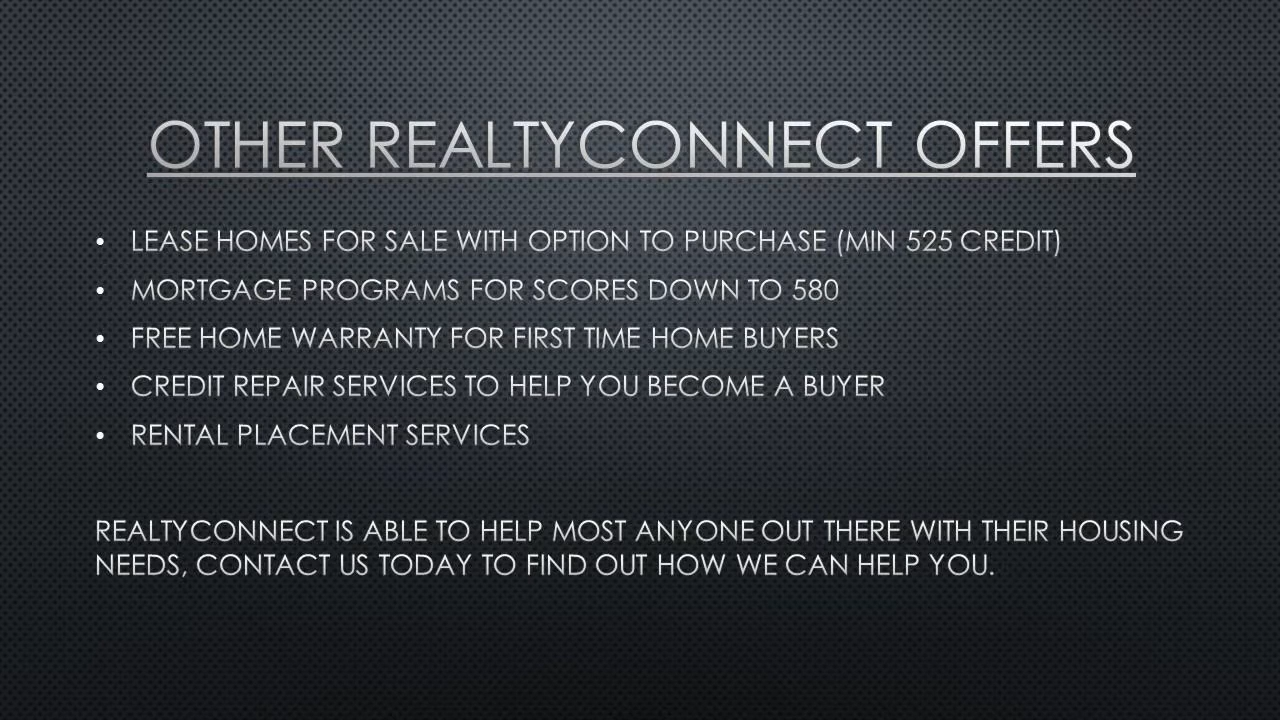 OTHER REALTYCONNECT OFFERS
• LEASE HOMES FOR SALE WITH OPTION TO PURCHASE (MIN 525 CREDIT)
• MORTGAGE PROGRAMS FOR SCORES DOWN TO 580
• FREE HOME WARRANTY FOR FIRST TIME HOME BUYERS
• CREDIT REPAIR SERVICES TO HELP YOU BECOME A BUYER
• RENTAL PLACEMENT SERVICES
REALTYCONNECT IS ABLE TO HELP MOST ANYONE OUT THERE WITH THEIR HOUSING
NEEDS, CONTACT US TODAY TO FIND OUT HOW WE CAN HELP YOU.